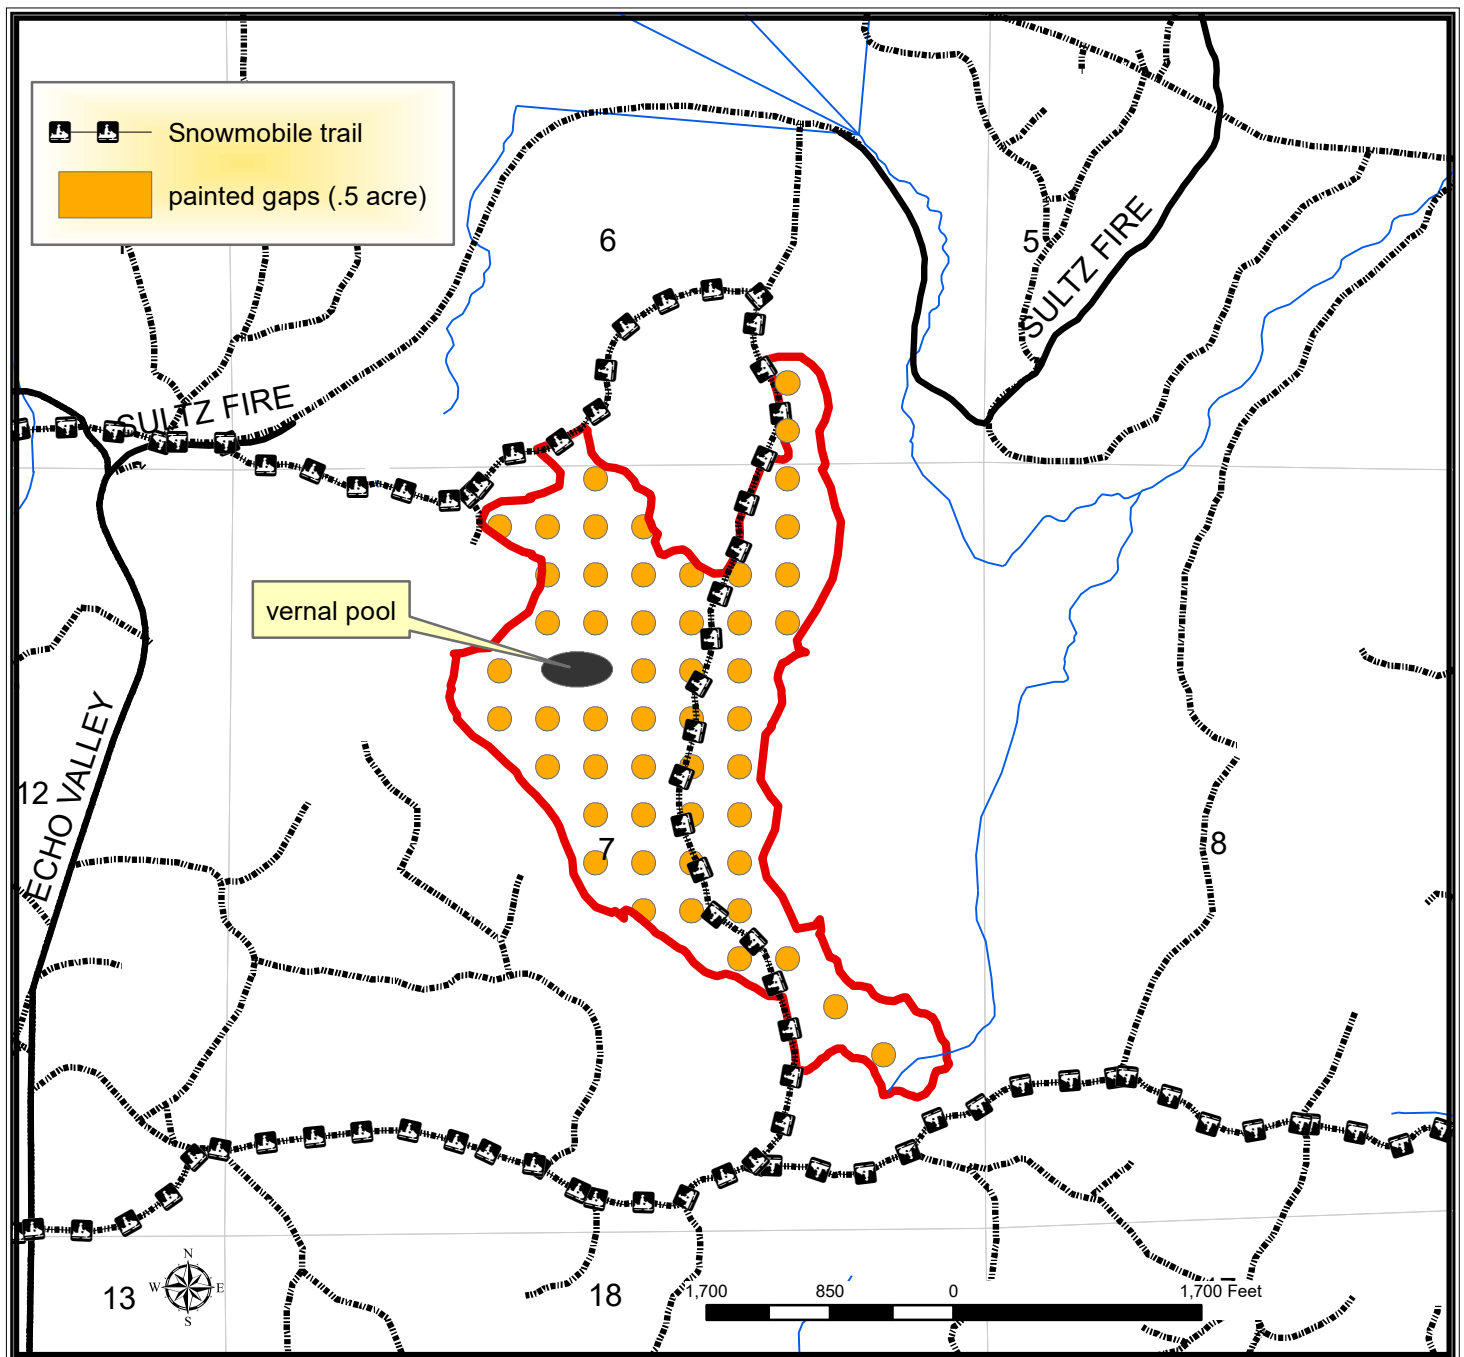 Snowmobile trail
painted gaps (.5 acre)
6
5
SULTZ FIRE
SULTZ FIRE
vernal pool
ECHO VALLEY
12
7
8
13
18
N
W
E
S
1,700
850
0
1,700 Feet